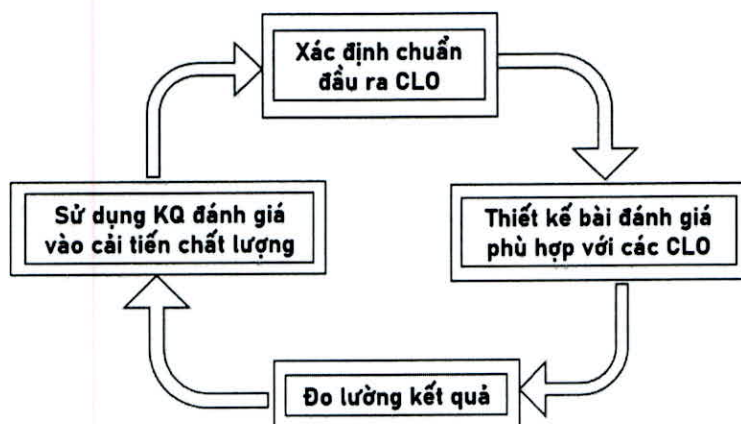 Xác định chuẩn
đầu ra CLO
Thiết kế bài đánh giá
phù hợp với các CLO
Đo lường kết quả
Sử dụng KQ đánh giá
vào cải tiến chất lượng